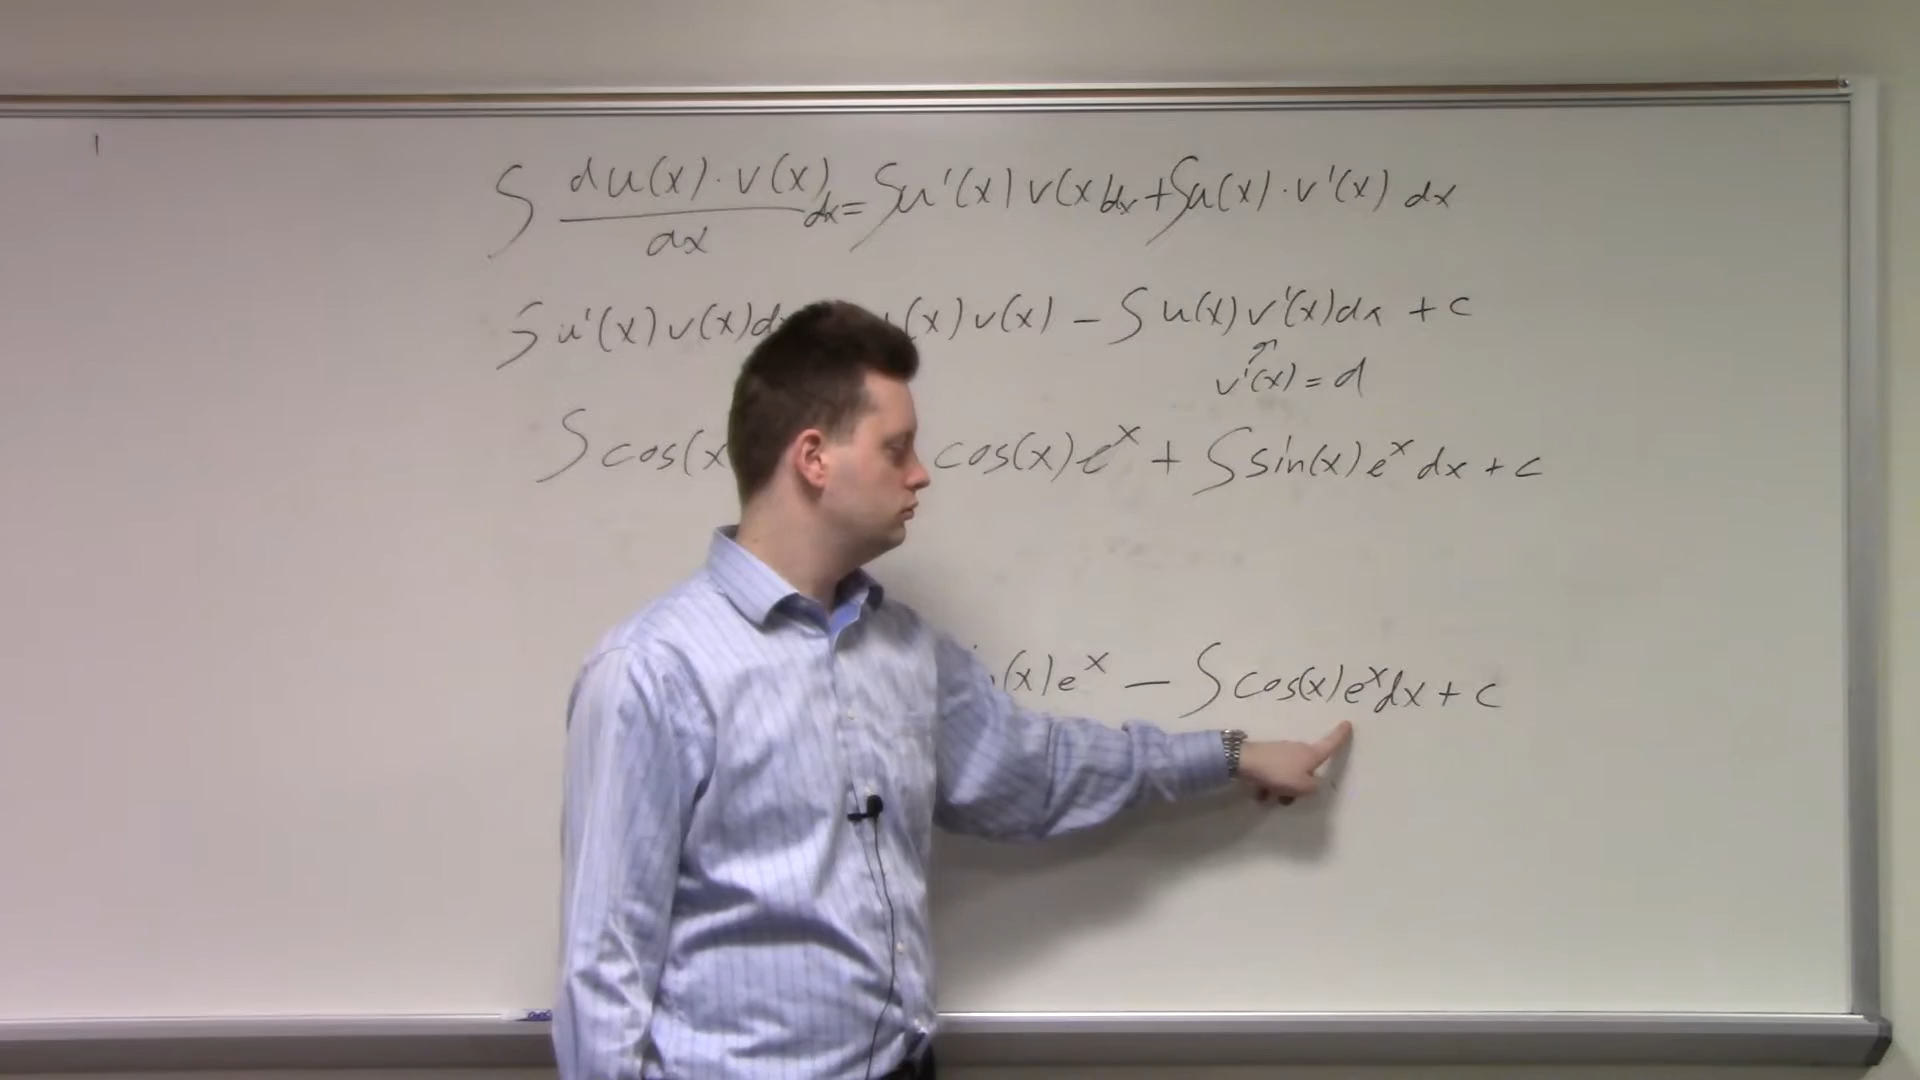 ∫ du(x)·v(x)/dx dx = ∫u'(x)v(x)dx + ∫u(x)·v'(x) dx
∫u'(x)v(x)d (x)v(x) - ∫u(x)v'(x)dx + c
v'(x) = d
∫cos(x cos(x)e^x + ∫sin(x)e^x dx + c
(x)e^x - ∫cos(x)e^x dx + c